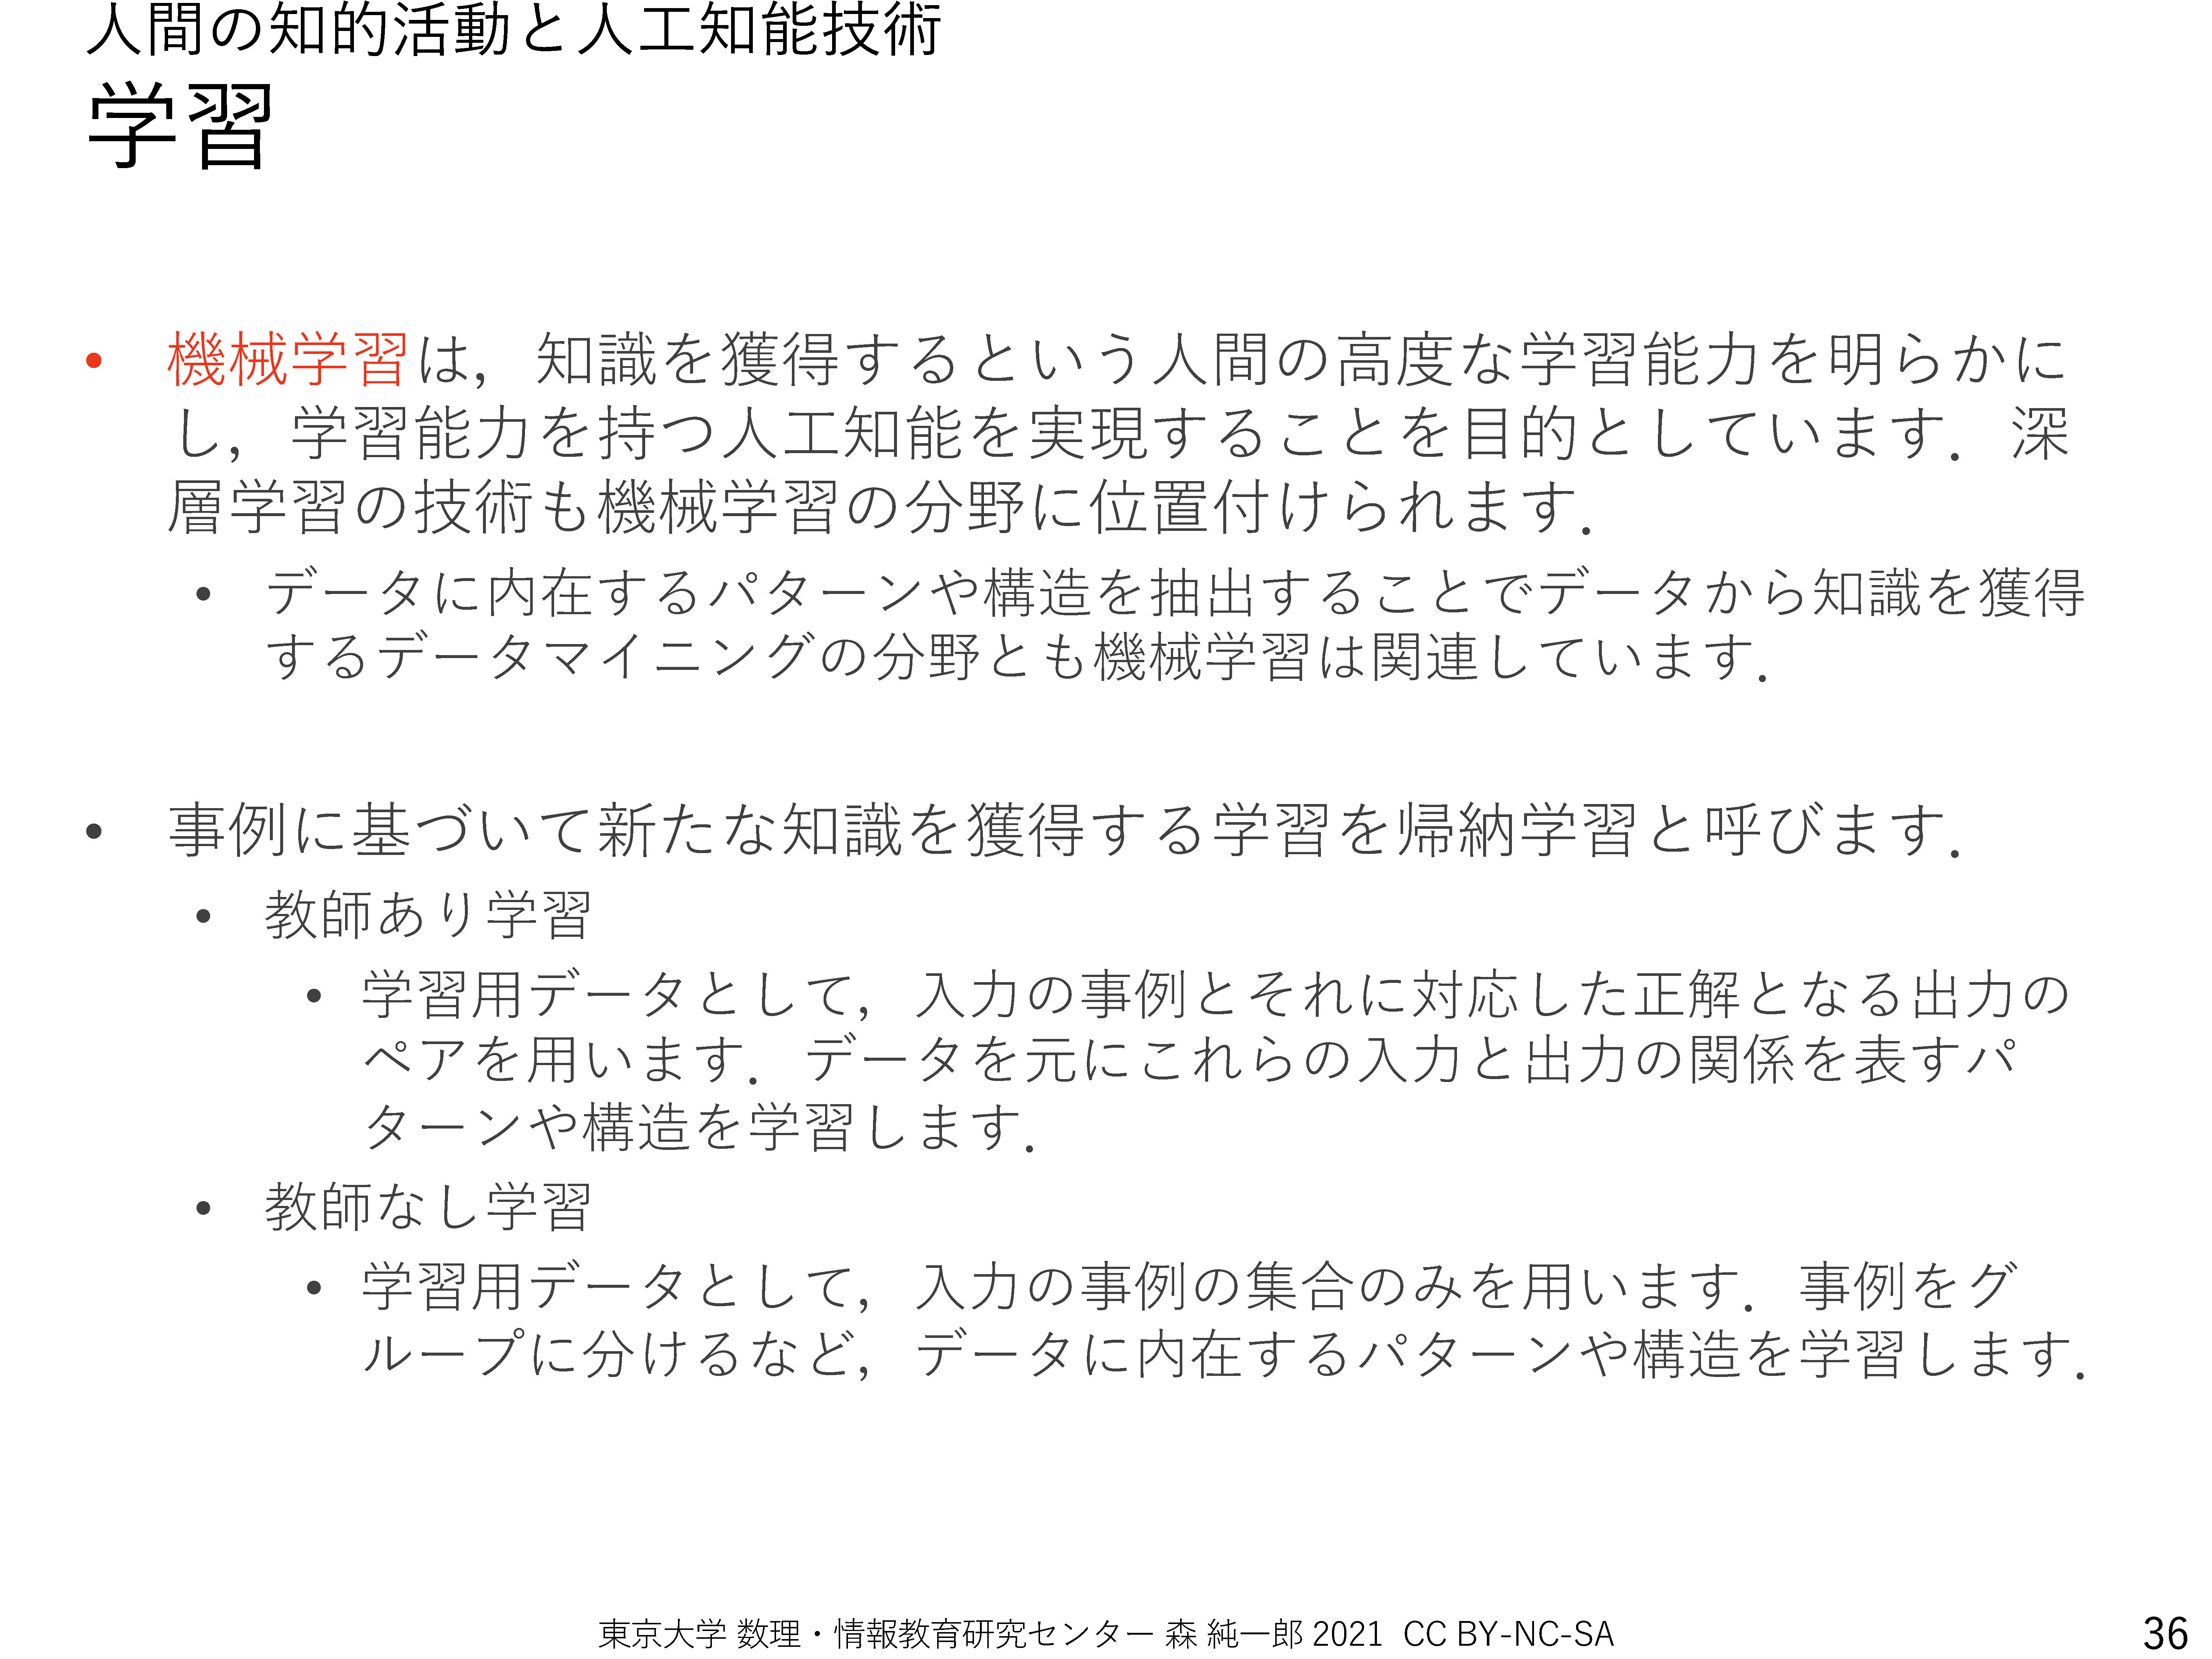 人間の知的活動と人工知能技術
学習
• 機械学習は，知識を獲得するという人間の高度な学習能力を明らかに
し，学習能力を持つ人工知能を実現することを目的としています．深
層学習の技術も機械学習の分野に位置付けられます．
• データに内在するパターンや構造を抽出することでデータから知識を獲得
するデータマイニングの分野とも機械学習は関連しています．
• 事例に基づいて新たな知識を獲得する学習を帰納学習と呼びます．
• 教師あり学習
• 学習用データとして，入力の事例とそれに対応した正解となる出力の
ペアを用います．データを元にこれらの入力と出力の関係を表すパ
ターンや構造を学習します．
• 教師なし学習
• 学習用データとして，入力の事例の集合のみを用います．事例をグ
ループに分けるなど，データに内在するパターンや構造を学習します．
東京大学 数理・情報教育研究センター 森 純一郎 2021 CC BY-NC-SA
36